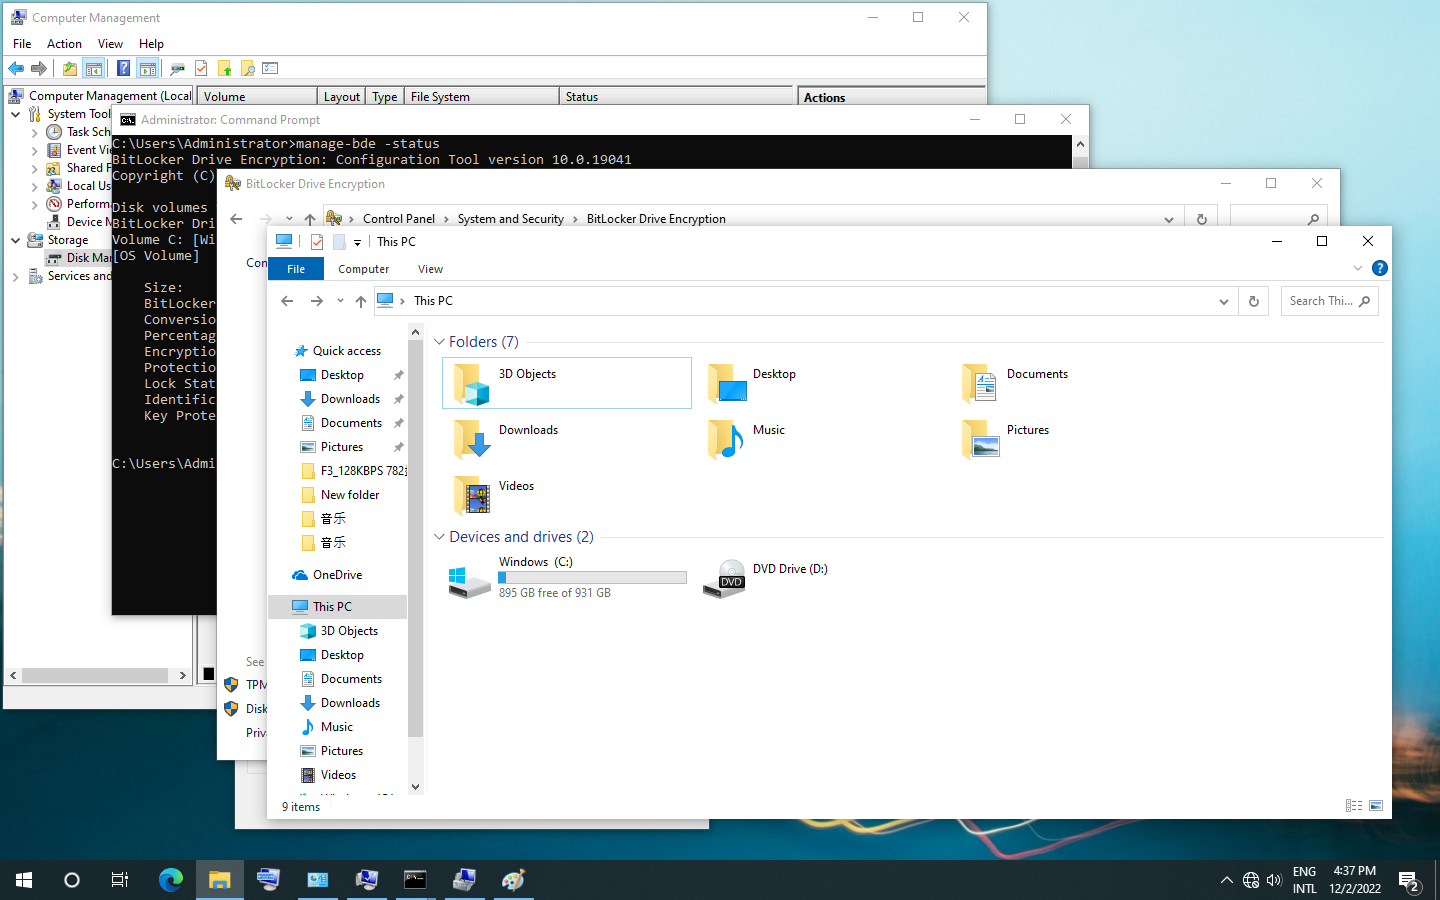 Computer Management
File Action View Help
Computer Management (Local
System Tool
Task Sch
Event Vi
Shared F
Local Us
Performa
Device M
Storage
Disk Man
Services and
Volume Layout Type File System Status
Actions
Administrator: Command Prompt
C:\Users\Administrator>manage-bde -status
BitLocker Drive Encryption: Configuration Tool version 10.0.19041
Copyright (C)
Disk volumes
BitLocker Dri
Volume C: [Wi
[OS Volume]
Size:
BitLocker
Conversio
Percentag
Encryptio
Protectio
Lock Stat
Identific
Key Prote
C:\Users\Admi
BitLocker Drive Encryption
Control Panel System and Security BitLocker Drive Encryption
Con
See
TPM
Disk
Priva
This PC
File Computer View
This PC
Search Thi...
Quick access
Desktop
Downloads
Documents
Pictures
F3_128KBPS 782
New folder
音乐
音乐
OneDrive
This PC
3D Objects
Desktop
Documents
Downloads
Music
Pictures
Videos
Folders (7)
3D Objects
Desktop
Documents
Downloads
Music
Pictures
Videos
Devices and drives (2)
Windows (C:)
895 GB free of 931 GB
DVD
DVD Drive (D:)
9 items
ENG
INTL
4:37 PM
12/2/2022
2